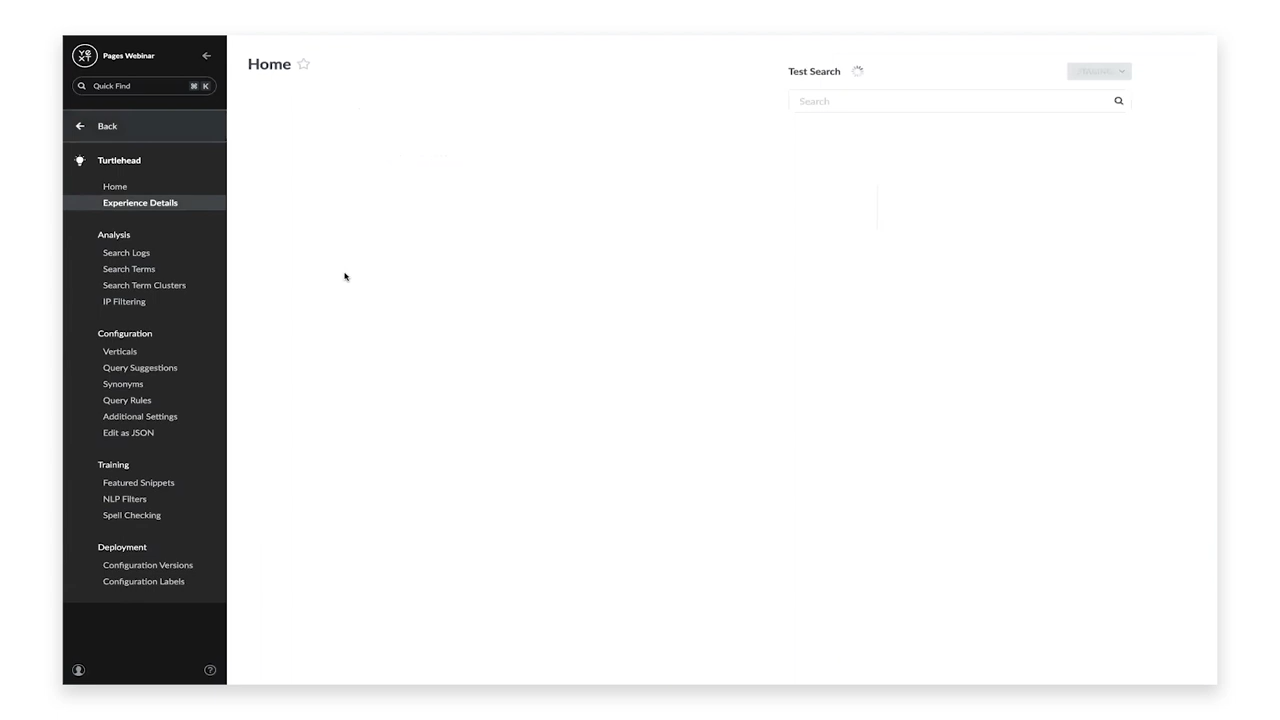 YEXT
Pages Webinar
Quick Find ⌘ K
Back
Turtlehead
Home
Experience Details
Analysis
Search Logs
Search Terms
Search Term Clusters
IP Filtering
Configuration
Verticals
Query Suggestions
Synonyms
Query Rules
Additional Settings
Edit as JSON
Training
Featured Snippets
NLP Filters
Spell Checking
Deployment
Configuration Versions
Configuration Labels
Home
Test Search
Search